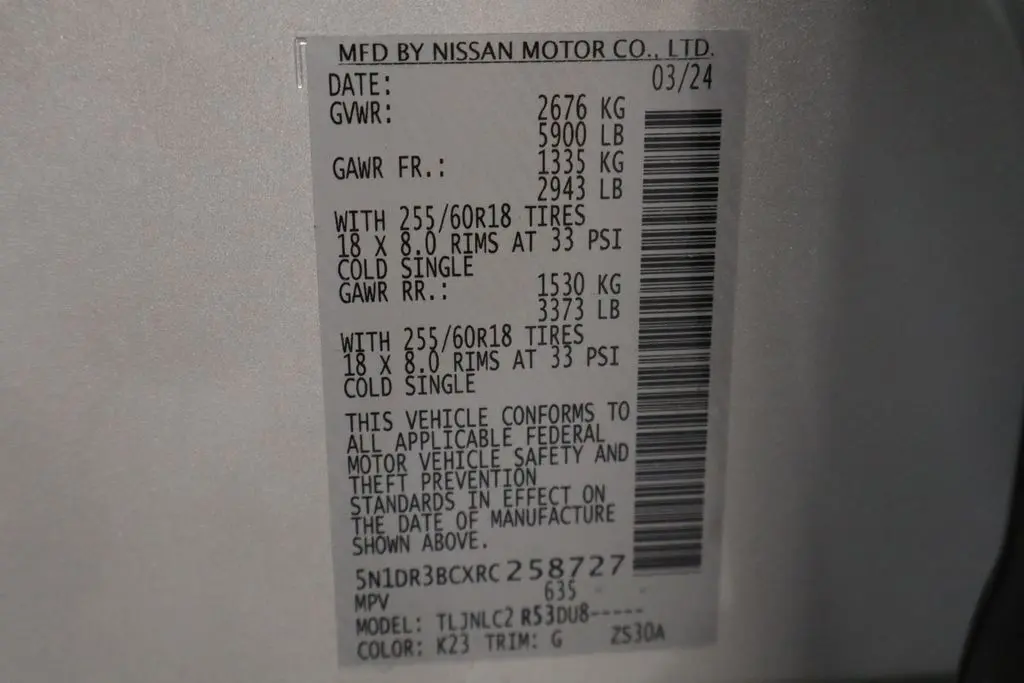 MFD BY NISSAN MOTOR CO., LTD.
DATE: 03/24
GVWR: 2676 KG
5900 LB
GAWR FR.: 1335 KG
2943 LB
WITH 255/60R18 TIRES
18 X 8.0 RIMS AT 33 PSI
COLD SINGLE
GAWR RR.: 1530 KG
3373 LB
WITH 255/60R18 TIRES
18 X 8.0 RIMS AT 33 PSI
COLD SINGLE
THIS VEHICLE CONFORMS TO
ALL APPLICABLE FEDERAL
MOTOR VEHICLE SAFETY AND
THEFT PREVENTION
STANDARDS IN EFFECT ON
THE DATE OF MANUFACTURE
SHOWN ABOVE.
5N1DR3BCXRC258727
MPV 635 - -
MODEL: TLJNLC2 R53DU8-----
COLOR: K23 TRIM: G ZS30A